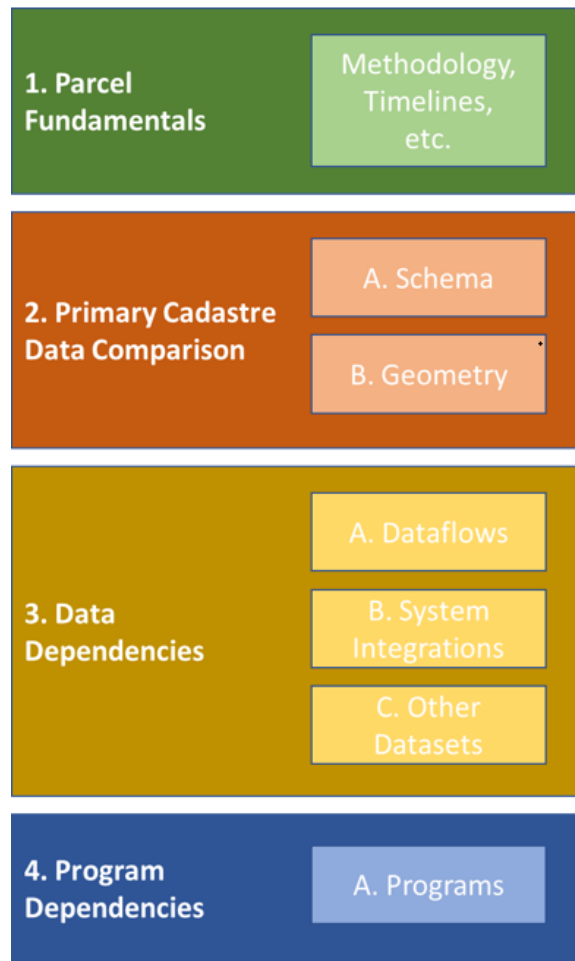 1. Parcel
Fundamentals
Methodology,
Timelines,
etc.
2. Primary Cadastre
Data Comparison
A. Schema
B. Geometry
3. Data
Dependencies
A. Dataflows
B. System
Integrations
C. Other
Datasets
4. Program
Dependencies
A. Programs